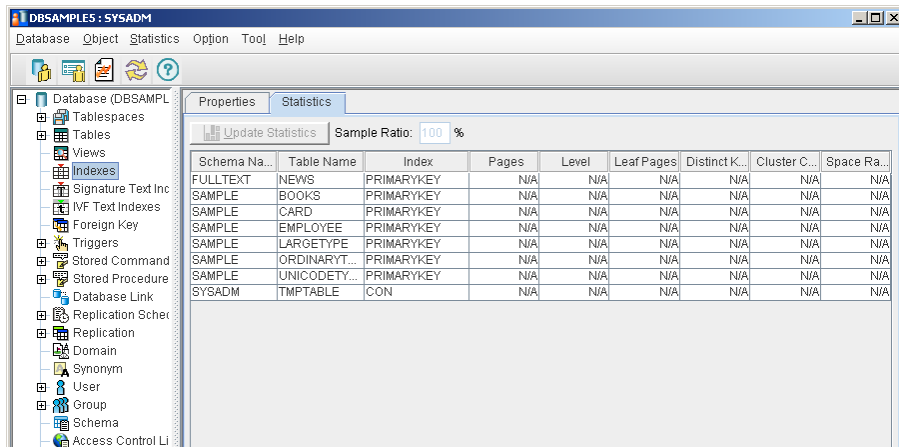 DBSAMPLE5 : SYSADM
Database Object Statistics Option Tool Help
Database (DBSAMPL
Tablespaces
Tables
Views
Indexes
Signature Text Inc
IVF Text Indexes
Foreign Key
Triggers
Stored Command
Stored Procedure
Database Link
Replication Sched
Replication
Domain
Synonym
User
Group
Schema
Access Control Li
Properties Statistics
Update Statistics Sample Ratio: 100 %
Schema Na... Table Name Index Pages Level Leaf Pages Distinct K... Cluster C... Space Ra...
FULLTEXT NEWS PRIMARYKEY N/A N/A N/A N/A N/A N/A
SAMPLE BOOKS PRIMARYKEY N/A N/A N/A N/A N/A N/A
SAMPLE CARD PRIMARYKEY N/A N/A N/A N/A N/A N/A
SAMPLE EMPLOYEE PRIMARYKEY N/A N/A N/A N/A N/A N/A
SAMPLE LARGETYPE PRIMARYKEY N/A N/A N/A N/A N/A N/A
SAMPLE ORDINARYT... PRIMARYKEY N/A N/A N/A N/A N/A N/A
SAMPLE UNICODETY... PRIMARYKEY N/A N/A N/A N/A N/A N/A
SYSADM TMPTABLE CON N/A N/A N/A N/A N/A N/A